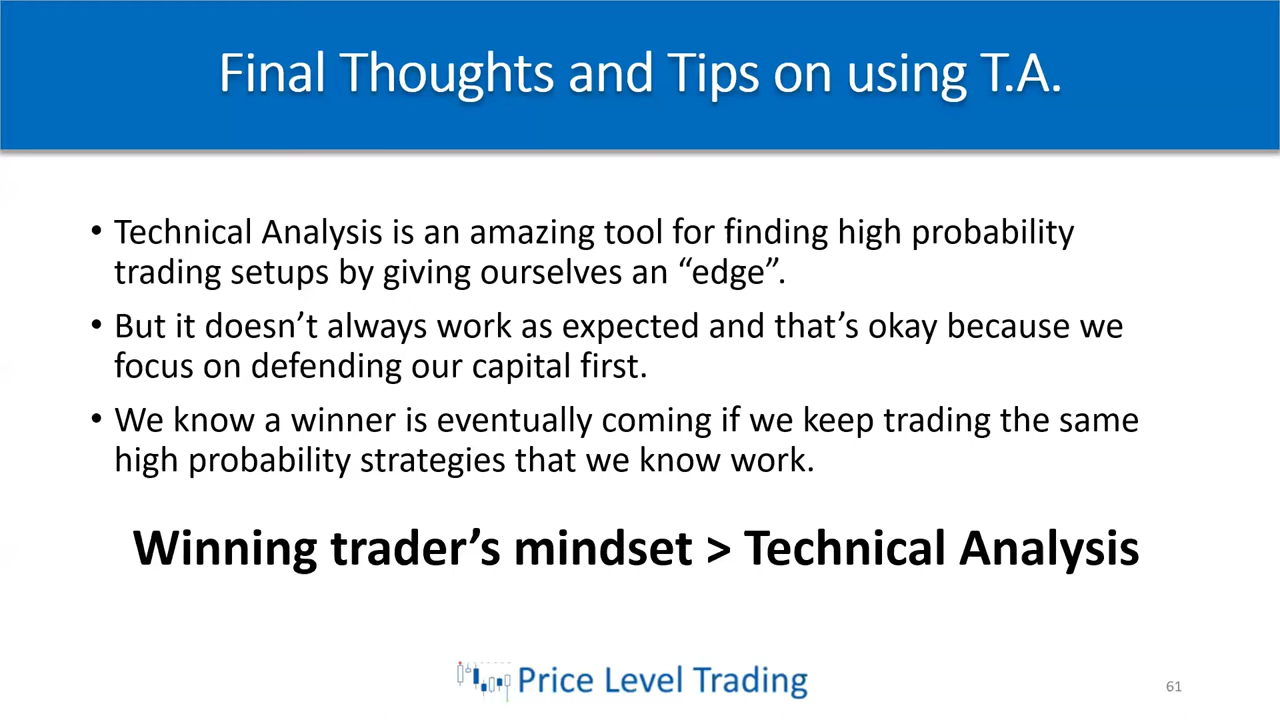 Final Thoughts and Tips on using T.A.
• Technical Analysis is an amazing tool for finding high probability
trading setups by giving ourselves an “edge”.
• But it doesn’t always work as expected and that’s okay because we
focus on defending our capital first.
• We know a winner is eventually coming if we keep trading the same
high probability strategies that we know work.
Winning trader’s mindset > Technical Analysis
Price Level Trading
61